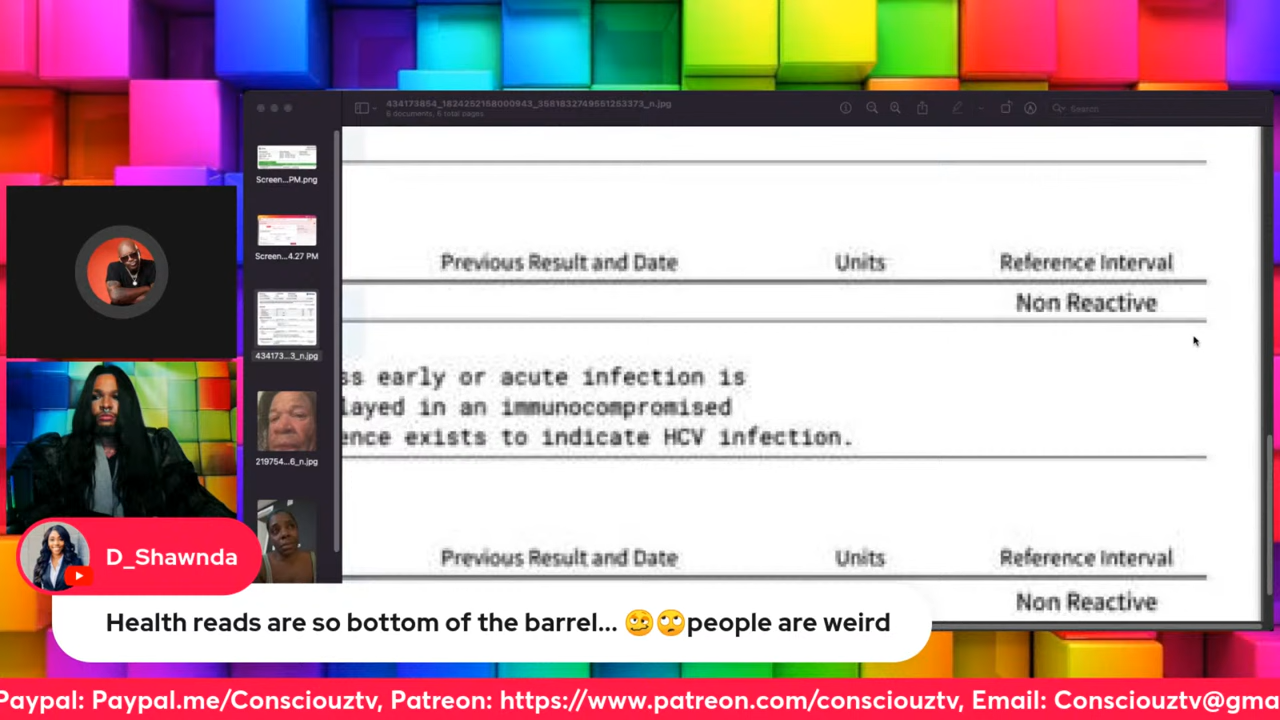 434173854_1824252158000943_3581832749551253373_n.jpg
6 documents, 6 total pages
Search
Screen...PM.png
Screen...4.27 PM
434173...3_n.jpg
219754...6_n.jpg
Previous Result and Date Units Reference Interval
Non Reactive
ss early or acute infection is
layed in an immunocompromised
ence exists to indicate HCV infection.
Previous Result and Date Units Reference Interval
Non Reactive
D_Shawnda
Health reads are so bottom of the barrel... 🥴🙄people are weird
Paypal: Paypal.me/Consciouztv, Patreon: https://www.patreon.com/consciouztv, Email: Consciouztv@gma